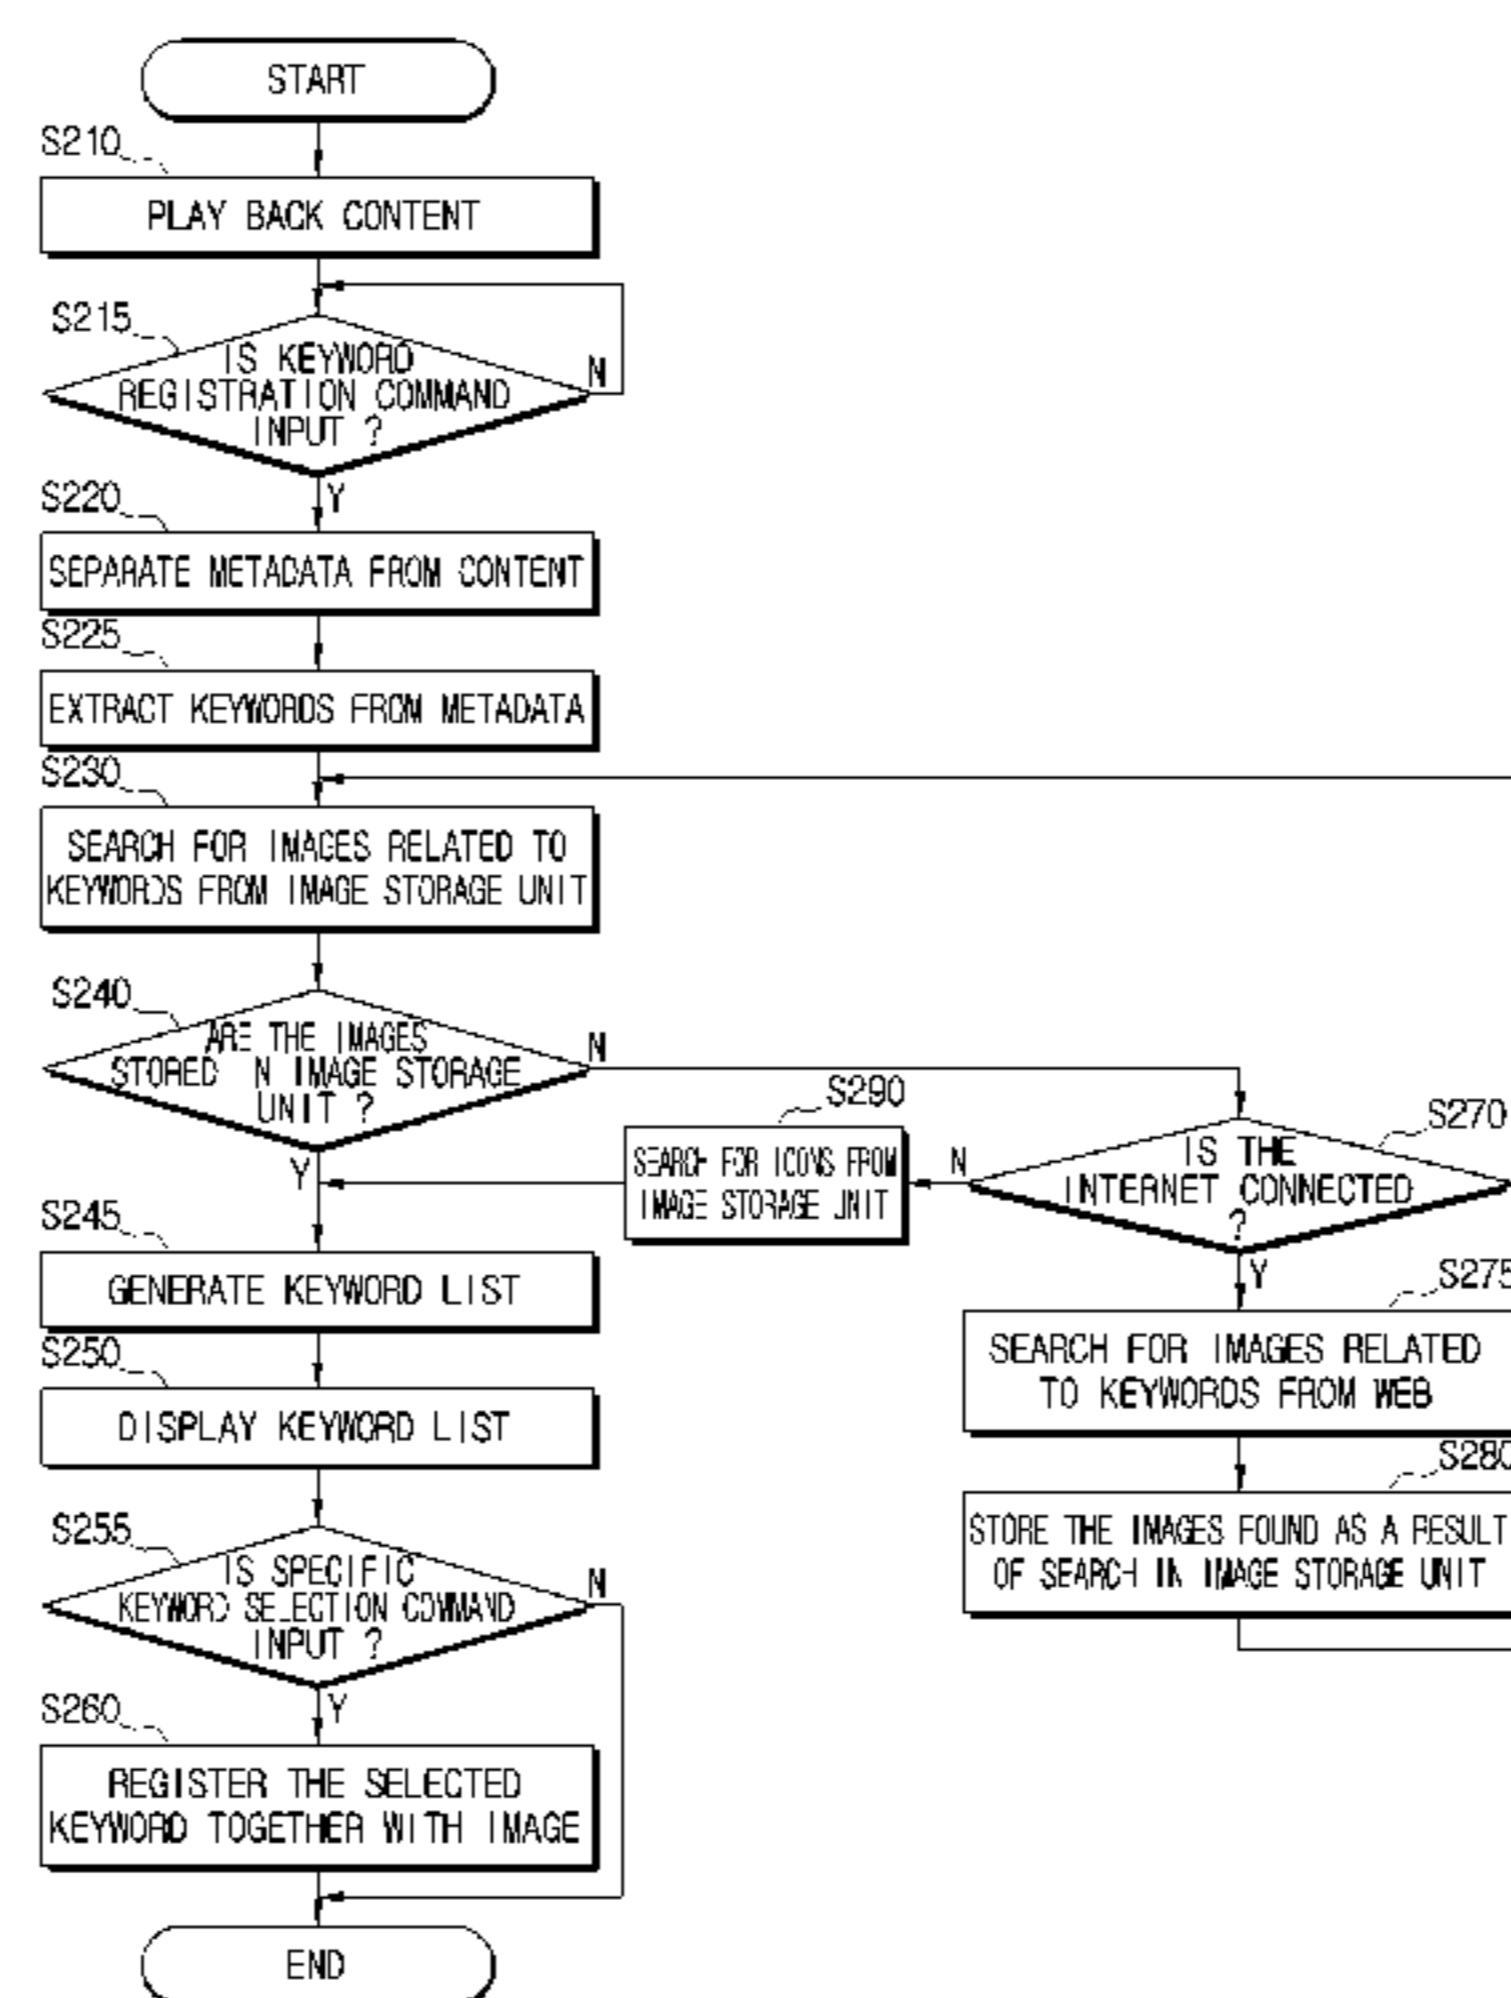 START
S210
PLAY BACK CONTENT
S215
IS KEYWORD
REGISTRATION COMMAND
INPUT ?
N
Y
S220
SEPARATE METADATA FROM CONTENT
S225
EXTRACT KEYWORDS FROM METADATA
S230
SEARCH FOR IMAGES RELATED TO
KEYWORDS FROM IMAGE STORAGE UNIT
S240
ARE THE IMAGES
STORED IN IMAGE STORAGE
UNIT ?
N
Y
S290
SEARCH FOR ICONS FROM
IMAGE STORAGE UNIT
S270
IS THE
INTERNET CONNECTED
?
N
Y
S245
GENERATE KEYWORD LIST
S275
SEARCH FOR IMAGES RELATED
TO KEYWORDS FROM WEB
S250
DISPLAY KEYWORD LIST
S280
STORE THE IMAGES FOUND AS A RESULT
OF SEARCH IN IMAGE STORAGE UNIT
S255
IS SPECIFIC
KEYWORD SELECTION COMMAND
INPUT ?
N
Y
S260
REGISTER THE SELECTED
KEYWORD TOGETHER WITH IMAGE
END